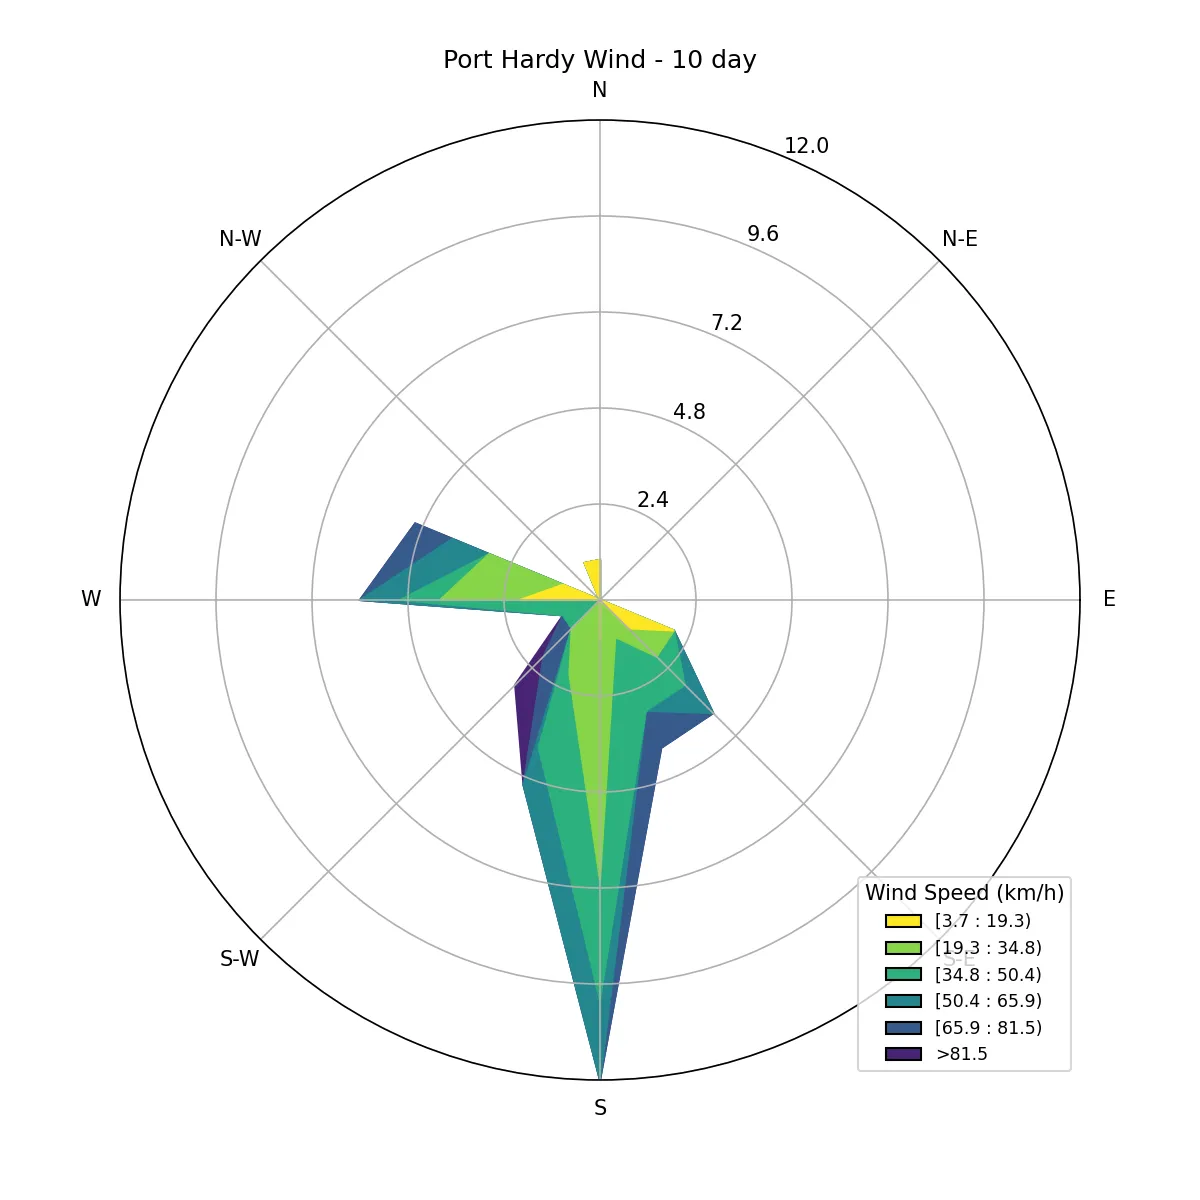 Port Hardy Wind - 10 day
N
12.0
N-W
9.6
N-E
7.2
4.8
2.4
W
E
Wind Speed (km/h)
[3.7 : 19.3)
[19.3 : 34.8)
S-W
S-E
[34.8 : 50.4)
[50.4 : 65.9)
[65.9 : 81.5)
>81.5
S